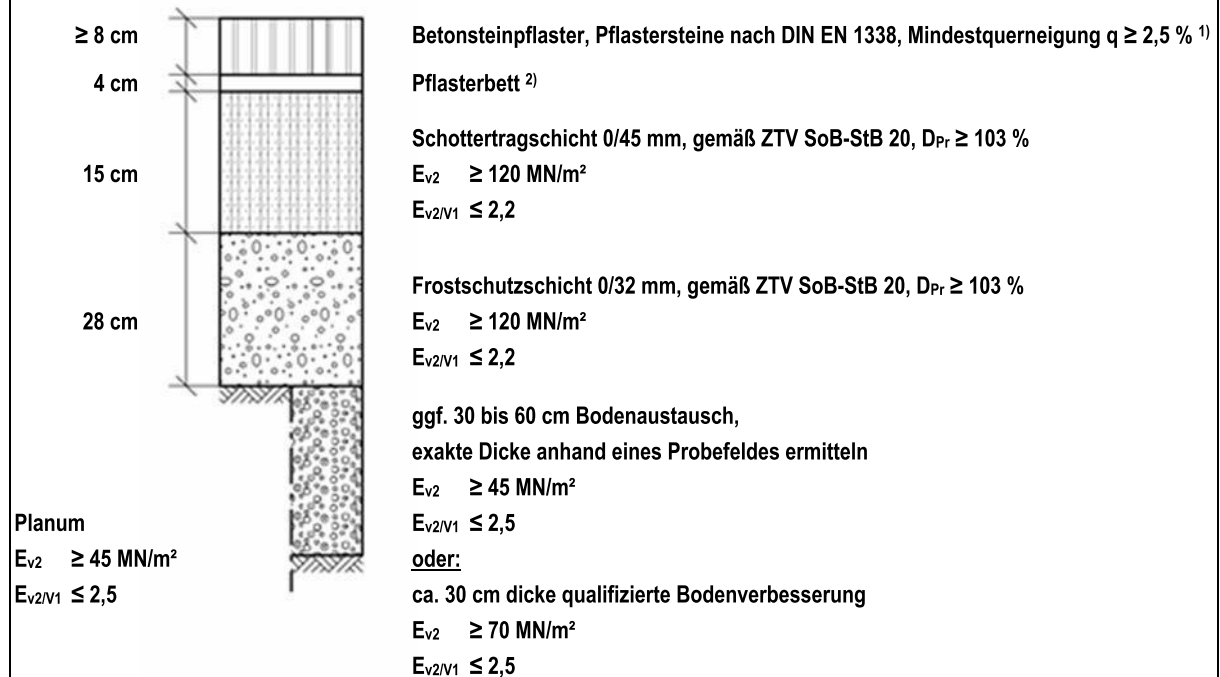 ≥ 8 cm Betonsteinpflaster, Pflastersteine nach DIN EN 1338, Mindestquerneigung q ≥ 2,5 % 1)
4 cm Pflasterbett 2)
Schottertragschicht 0/45 mm, gemäß ZTV SoB-StB 20, DPr ≥ 103 %
15 cm Ev2 ≥ 120 MN/m²
Ev2/V1 ≤ 2,2
Frostschutzschicht 0/32 mm, gemäß ZTV SoB-StB 20, DPr ≥ 103 %
28 cm Ev2 ≥ 120 MN/m²
Ev2/V1 ≤ 2,2
ggf. 30 bis 60 cm Bodenaustausch,
exakte Dicke anhand eines Probefeldes ermitteln
Ev2 ≥ 45 MN/m²
Ev2/V1 ≤ 2,5
oder:
ca. 30 cm dicke qualifizierte Bodenverbesserung
Ev2 ≥ 70 MN/m²
Ev2/V1 ≤ 2,5
Planum
Ev2 ≥ 45 MN/m²
Ev2/V1 ≤ 2,5